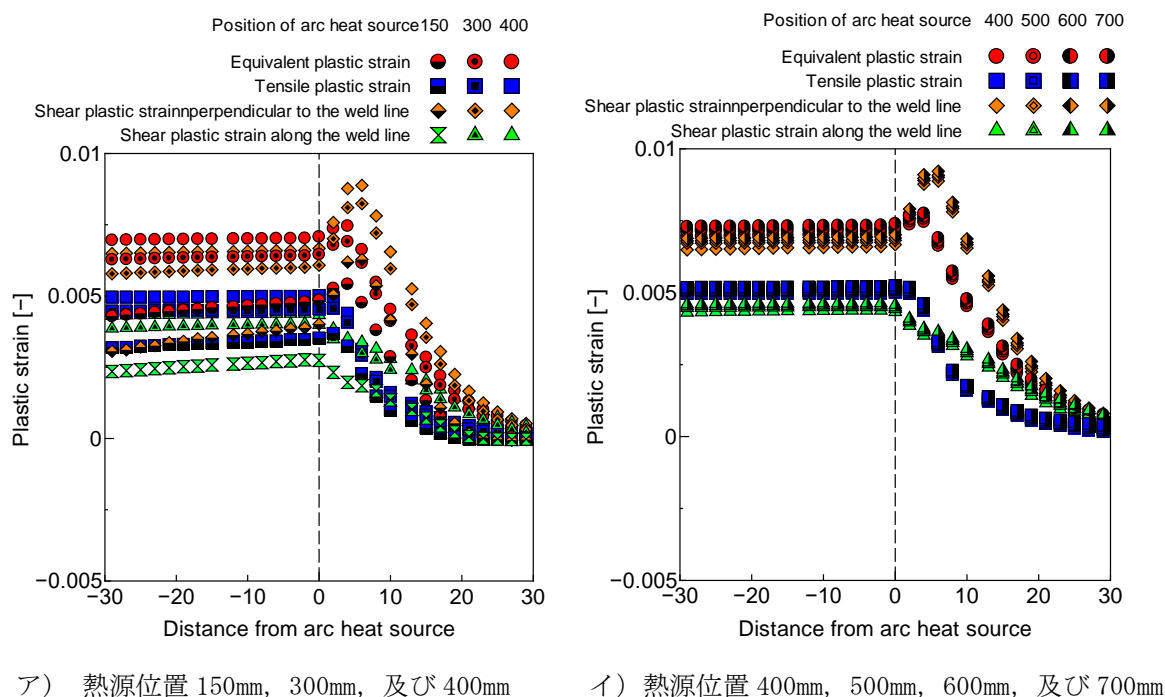 Position of arc heat source 150 300 400
Equivalent plastic strain
Tensile plastic strain
Shear plastic strainnperpendicular to the weld line
Shear plastic strain along the weld line
0.01
0.005
0
−0.005
Plastic strain [−]
−30 −20 −10 0 10 20 30
Distance from arc heat source
ア） 熱源位置 150㎜，300㎜，及び 400㎜
Position of arc heat source 400 500 600 700
Equivalent plastic strain
Tensile plastic strain
Shear plastic strainnperpendicular to the weld line
Shear plastic strain along the weld line
0.01
0.005
0
−0.005
Plastic strain [−]
−30 −20 −10 0 10 20 30
Distance from arc heat source
イ）熱源位置 400㎜，500㎜，600㎜，及び 700㎜